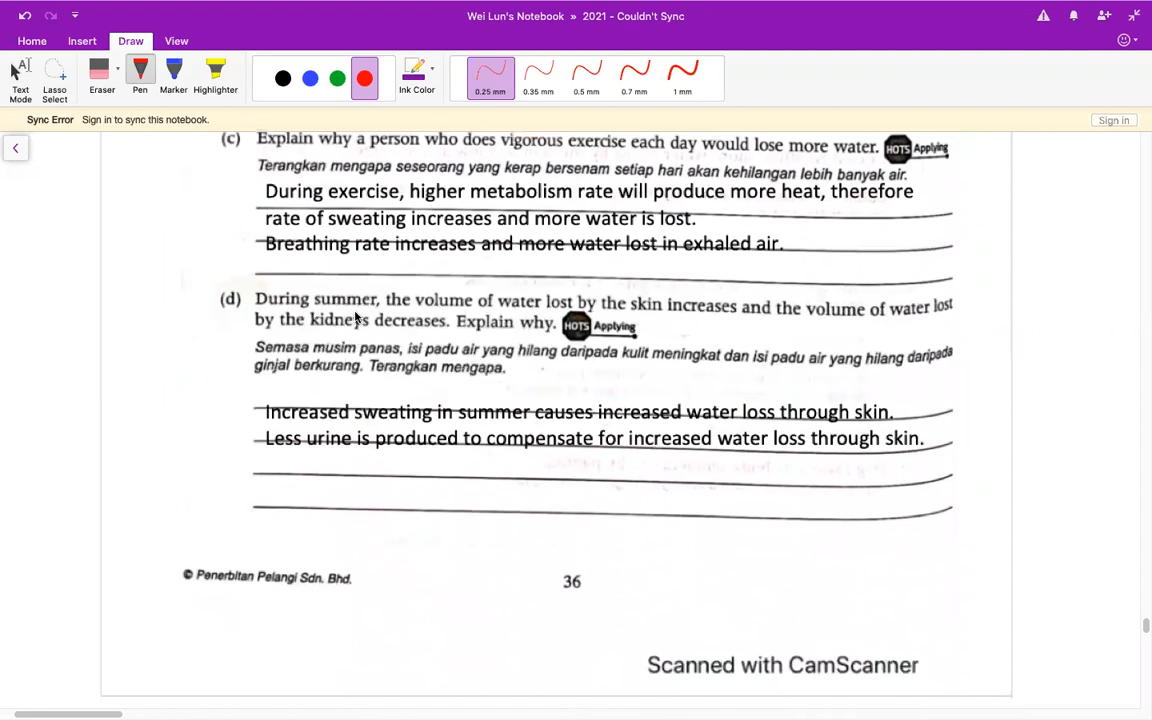 Wei Lun's Notebook » 2021 - Couldn't Sync
Home Insert Draw View
Text Mode
Lasso Select
Eraser
Pen
Marker
Highlighter
Ink Color
0.25 mm
0.35 mm
0.5 mm
0.7 mm
1 mm
Sync Error Sign in to sync this notebook.
Sign in
(c) Explain why a person who does vigorous exercise each day would lose more water. HOTS Applying
Terangkan mengapa seseorang yang kerap bersenam setiap hari akan kehilangan lebih banyak air.
During exercise, higher metabolism rate will produce more heat, therefore
rate of sweating increases and more water is lost.
Breathing rate increases and more water lost in exhaled air.
(d) During summer, the volume of water lost by the skin increases and the volume of water lost
by the kidneys decreases. Explain why. HOTS Applying
Semasa musim panas, isi padu air yang hilang daripada kulit meningkat dan isi padu air yang hilang daripada
ginjal berkurang. Terangkan mengapa.
Increased sweating in summer causes increased water loss through skin.
Less urine is produced to compensate for increased water loss through skin.
© Penerbitan Pelangi Sdn. Bhd.
36
Scanned with CamScanner